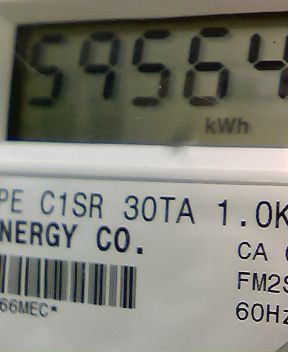 59564
kWh
PE C1SR 30TA 1.0K
NERGY CO.
CA
FM2S
66MEC*
60Hz